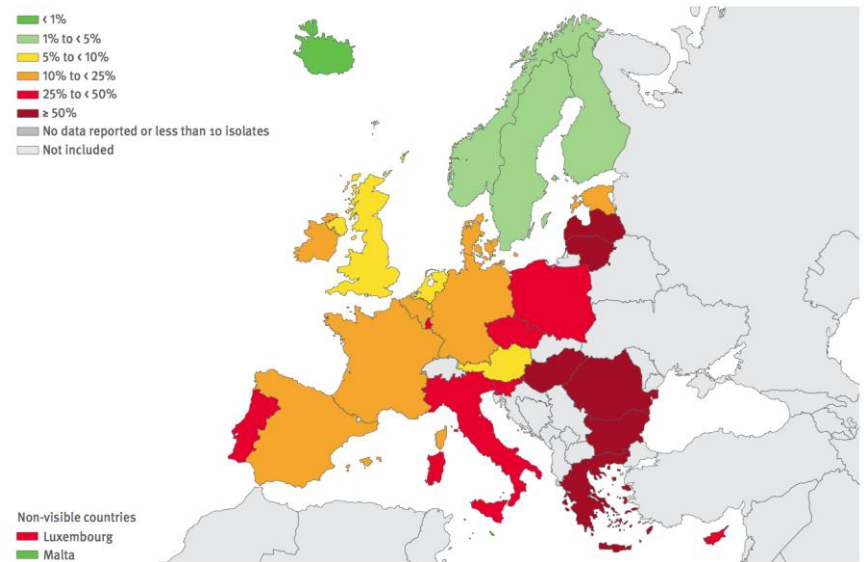 < 1%
1% to < 5%
5% to < 10%
10% to < 25%
25% to < 50%
≥ 50%
No data reported or less than 10 isolates
Not included
Non-visible countries
Luxembourg
Malta